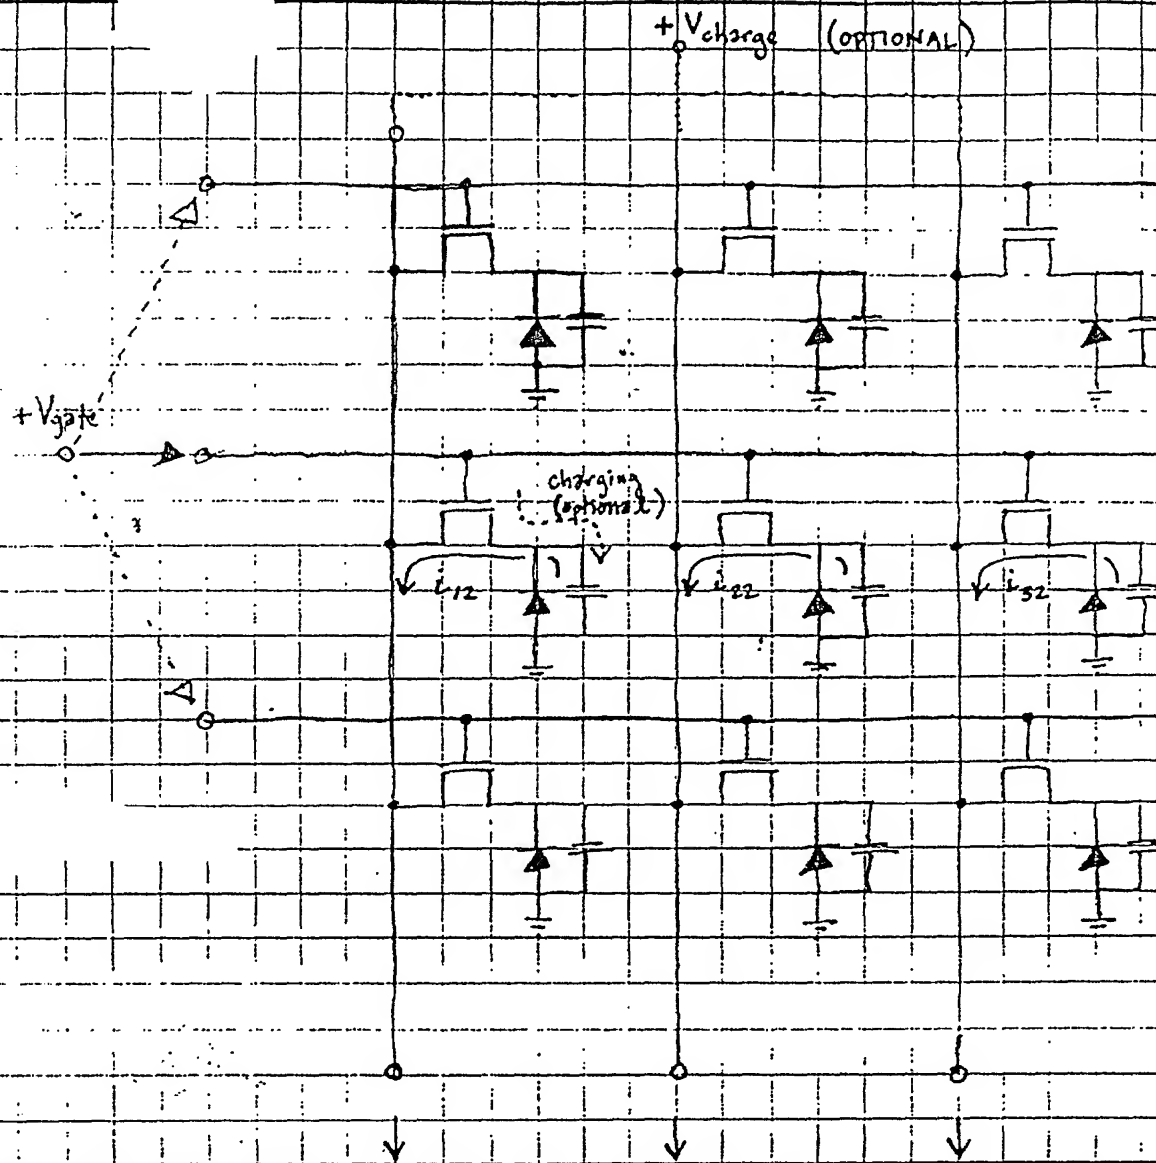 + Vcharge (OPTIONAL)
+ Vgate
charging
(optional)
i12
i22
i32